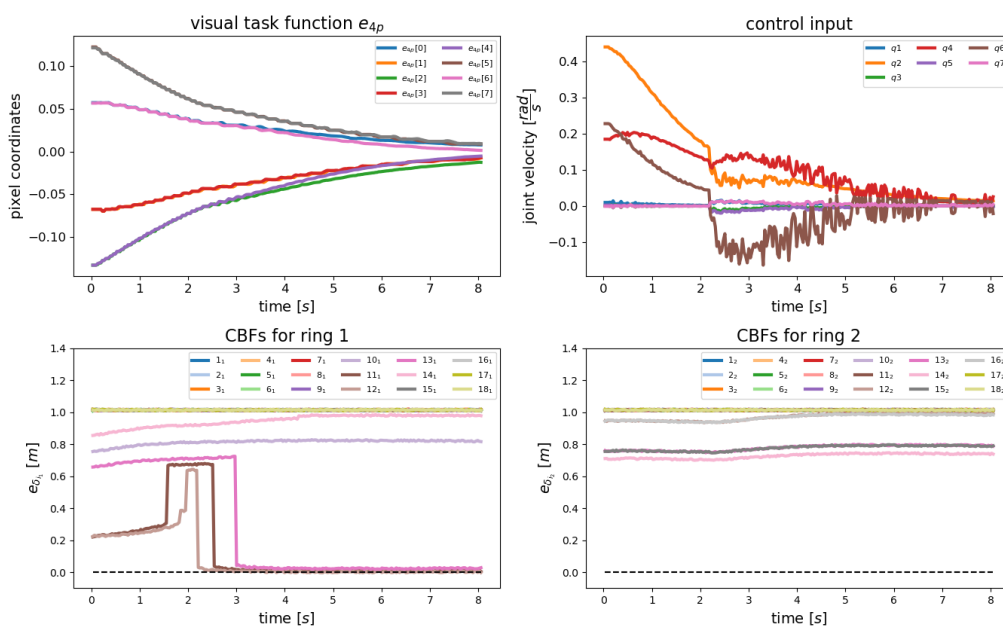 visual task function e4p
pixel coordinates
0.10
0.05
0.00
−0.05
−0.10
e4p[0] e4p[4]
e4p[1] e4p[5]
e4p[2] e4p[6]
e4p[3] e4p[7]
0 1 2 3 4 5 6 7 8
time [s]
control input
joint velocity [rad/s]
0.4
0.3
0.2
0.1
0.0
−0.1
q1 q4 q6
q2 q5 q7
q3
0 1 2 3 4 5 6 7 8
time [s]
CBFs for ring 1
1.4
1.2
1.0
0.8
0.6
0.4
0.2
0.0
1₁ 4₁ 7₁ 10₁ 13₁ 16₁
2₁ 5₁ 8₁ 11₁ 14₁ 17₁
3₁ 6₁ 9₁ 12₁ 15₁ 18₁
0 1 2 3 4 5 6 7 8
time [s]
CBFs for ring 2
1.4
1.2
1.0
0.8
0.6
0.4
0.2
0.0
1₂ 4₂ 7₂ 10₂ 13₂ 16₂
2₂ 5₂ 8₂ 11₂ 14₂ 17₂
3₂ 6₂ 9₂ 12₂ 15₂ 18₂
0 1 2 3 4 5 6 7 8
time [s]